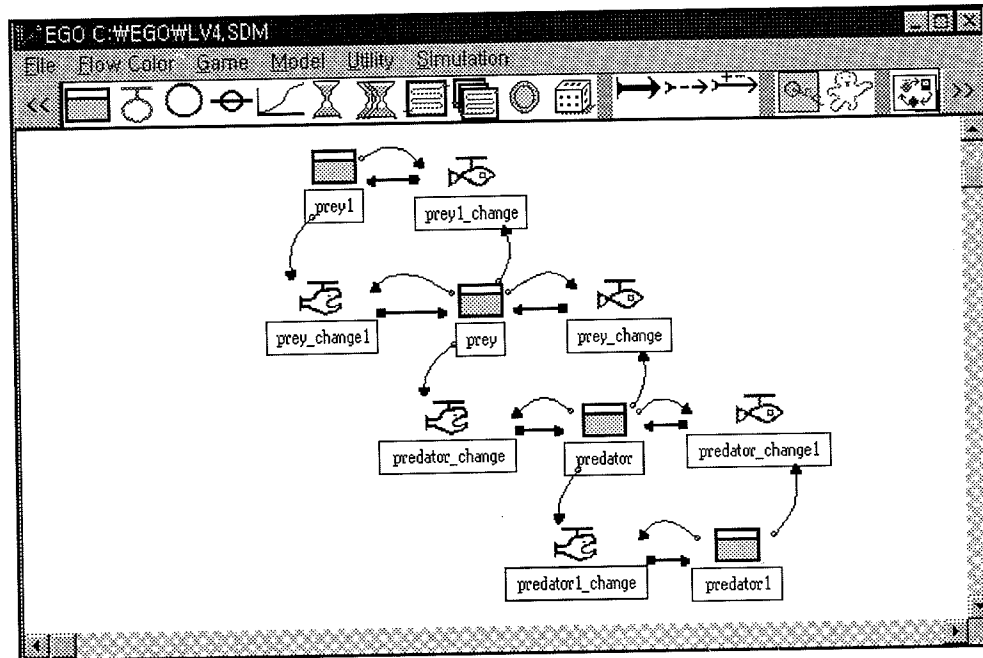 EGO C:₩EGO₩LV4.SDM
File Flow Color Game Model Utility Simulation
<< >>
prey1
prey1_change
prey_change1
prey
prey_change
predator_change
predator
predator_change1
predator1_change
predator1